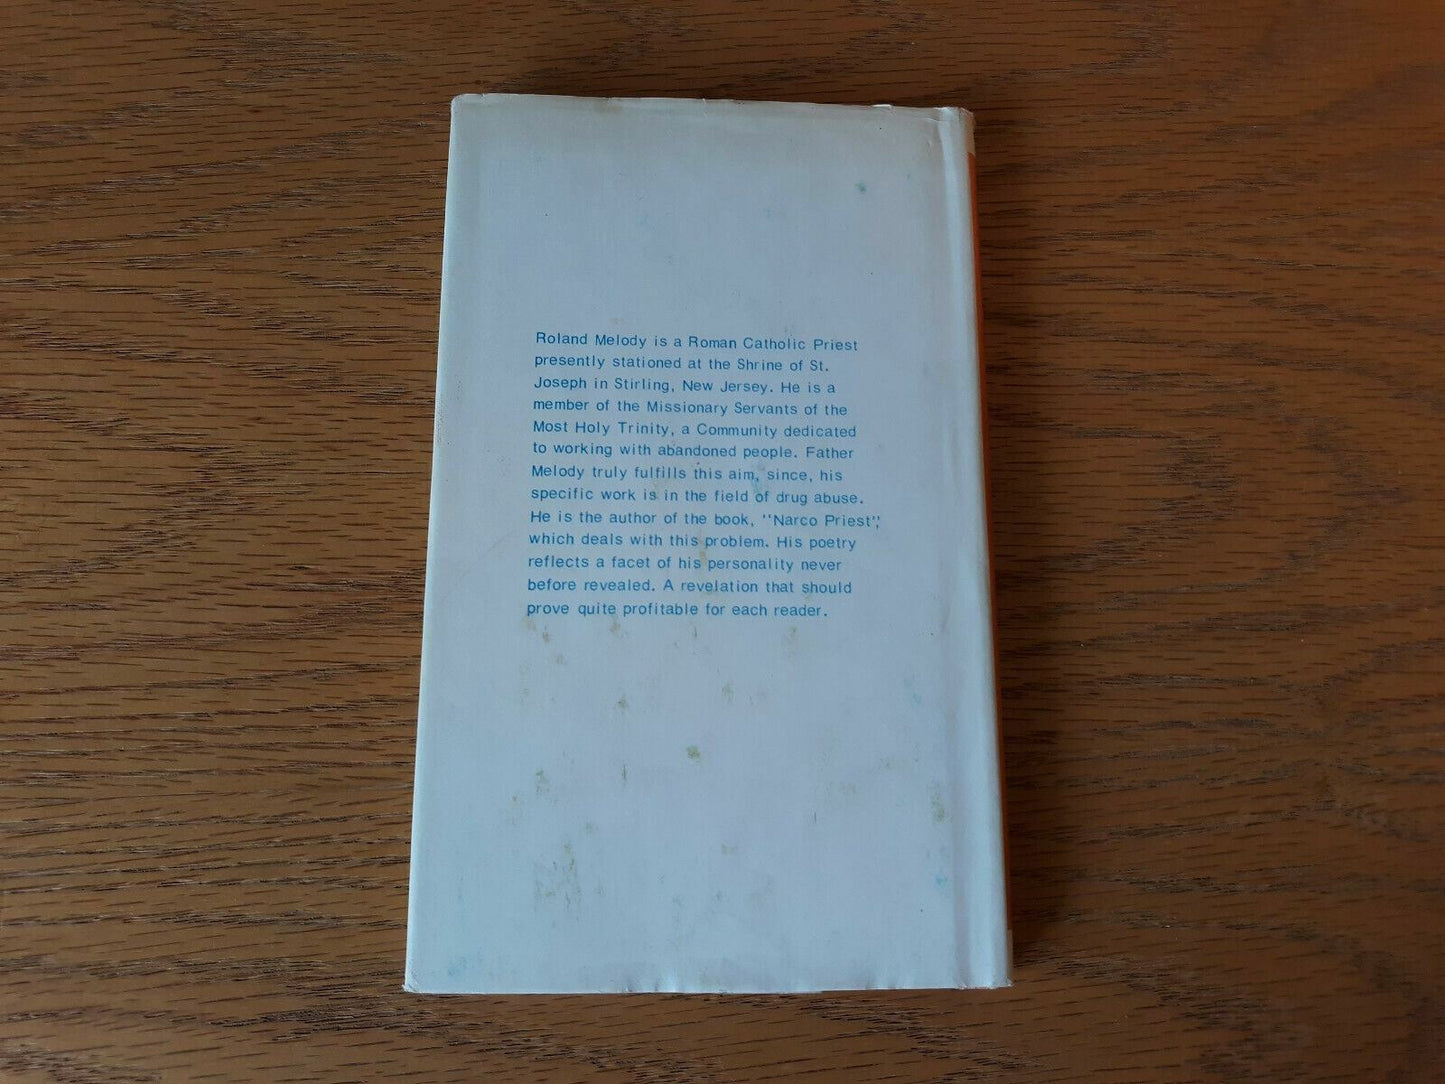 Roland Melody is a Roman Catholic Priest
presently stationed at the Shrine of St.
Joseph in Stirling, New Jersey. He is a
member of the Missionary Servants of the
Most Holy Trinity, a Community dedicated
to working with abandoned people. Father
Melody truly fulfills this aim, since, his
specific work is in the field of drug abuse.
He is the author of the book, "Narco Priest",
which deals with this problem. His poetry
reflects a facet of his personality never
before revealed. A revelation that should
prove quite profitable for each reader.